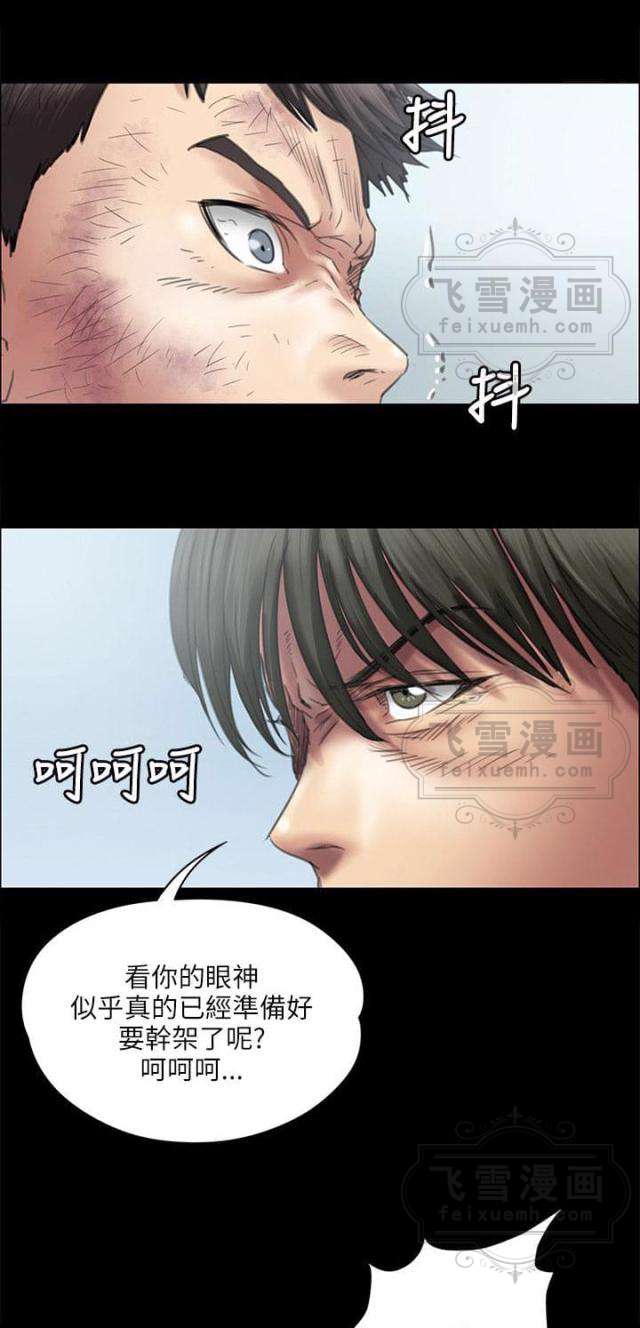 抖
飞雪漫画
feixuemh.com
抖
飞雪漫画
feixuemh.com
呵呵呵
看你的眼神
似乎真的已經準備好
要幹架了呢?
呵呵呵...
飞雪漫画
feixuemh.com